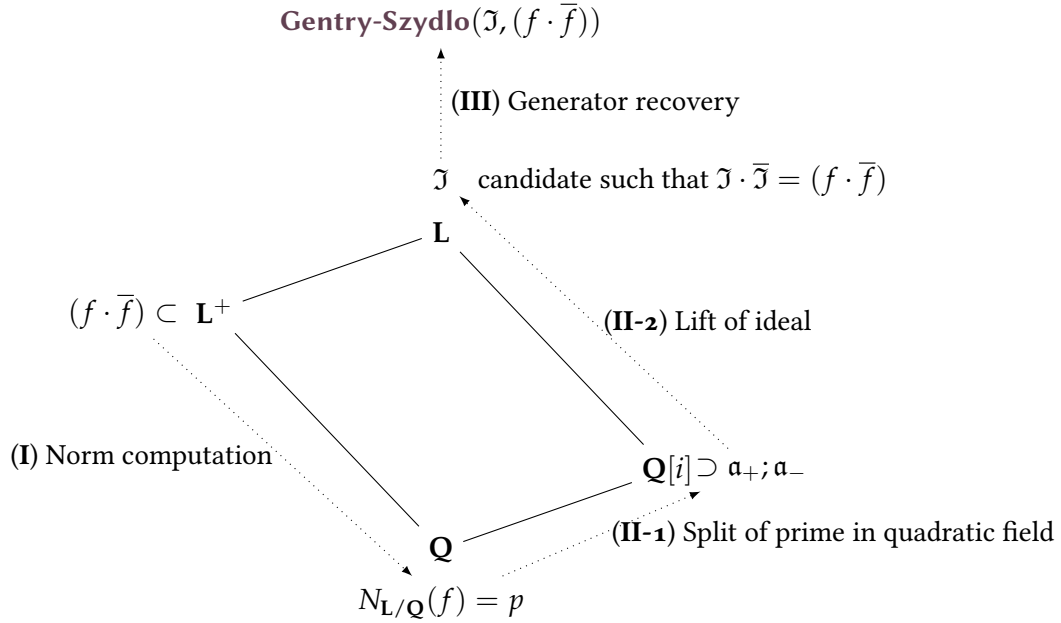 Gentry-Szydlo(ℑ, (f · f̅))
(III) Generator recovery
ℑ candidate such that ℑ · ℑ̅ = (f · f̅)
L
(f · f̅) ⊂ L⁺
(II-2) Lift of ideal
(I) Norm computation
Q[i] ⊃ 𝔞₊; 𝔞₋
(II-1) Split of prime in quadratic field
Q
N_{L/Q}(f) = p